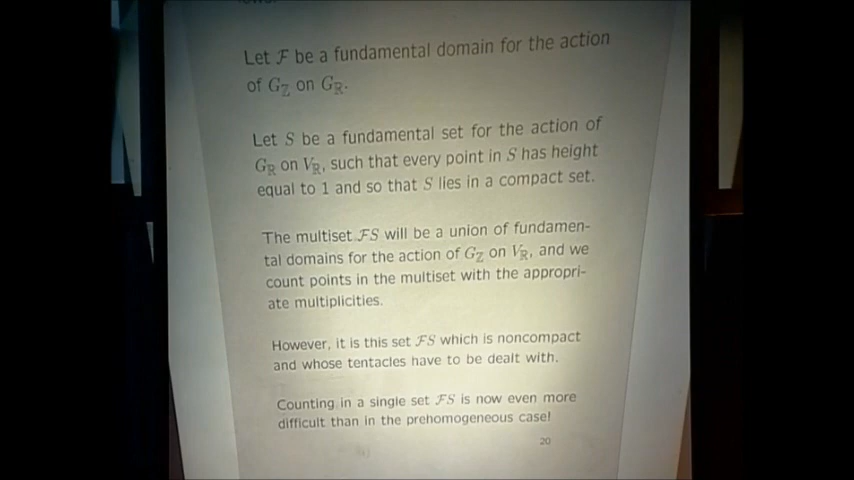 Let ℱ be a fundamental domain for the action
of G_ℤ on G_ℝ.
Let S be a fundamental set for the action of
G_ℝ on V_ℝ, such that every point in S has height
equal to 1 and so that S lies in a compact set.
The multiset ℱS will be a union of fundamen-
tal domains for the action of G_ℤ on V_ℝ, and we
count points in the multiset with the appropri-
ate multiplicities.
However, it is this set ℱS which is noncompact
and whose tentacles have to be dealt with.
Counting in a single set ℱS is now even more
difficult than in the prehomogeneous case!
20